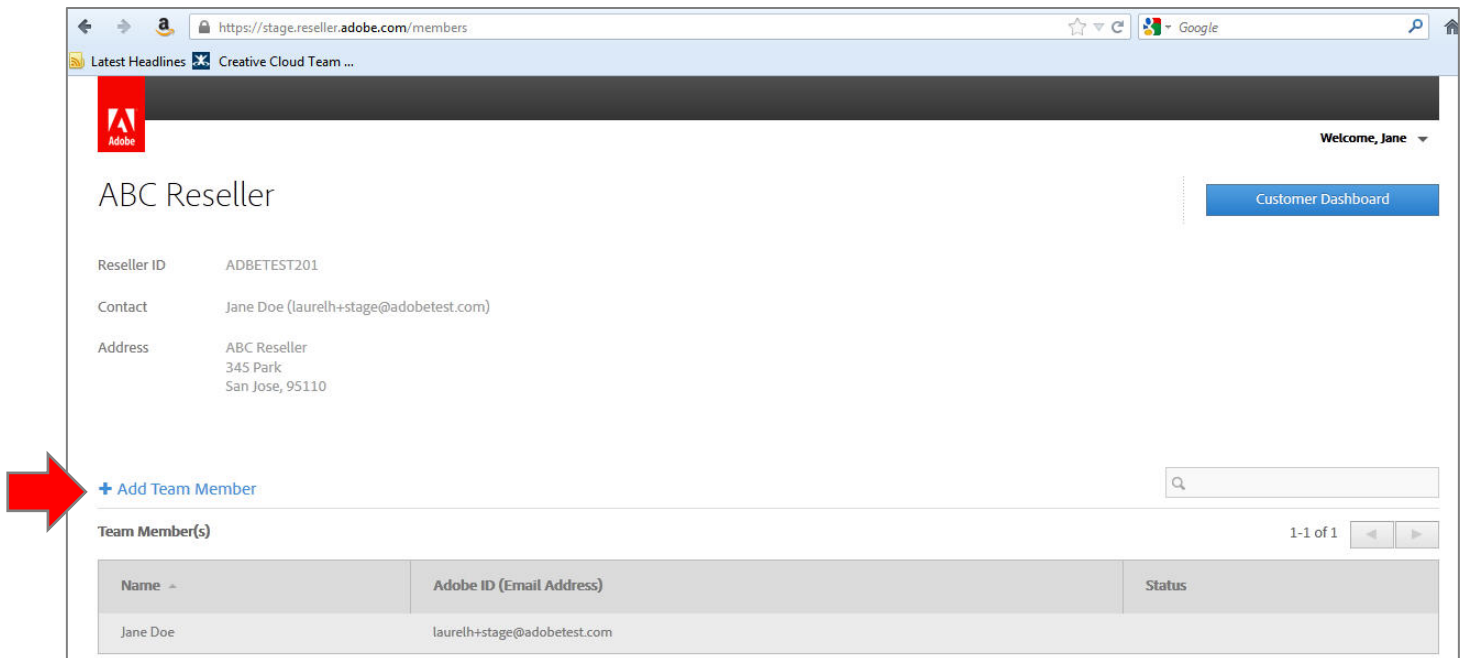 https://stage.reseller.adobe.com/members
Google
Latest Headlines Creative Cloud Team ...
Adobe
Welcome, Jane
ABC Reseller
Customer Dashboard
Reseller ID ADBETEST201
Contact Jane Doe (laurelh+stage@adobetest.com)
Address ABC Reseller
345 Park
San Jose, 95110
+ Add Team Member
Team Member(s) 1-1 of 1
Name Adobe ID (Email Address) Status
Jane Doe laurelh+stage@adobetest.com